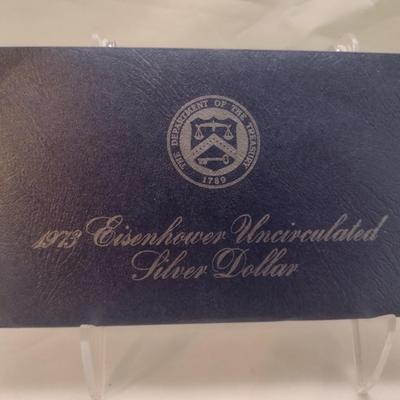 THE DEPARTMENT OF THE TREASURY
1789
1973 Eisenhower Uncirculated
Silver Dollar